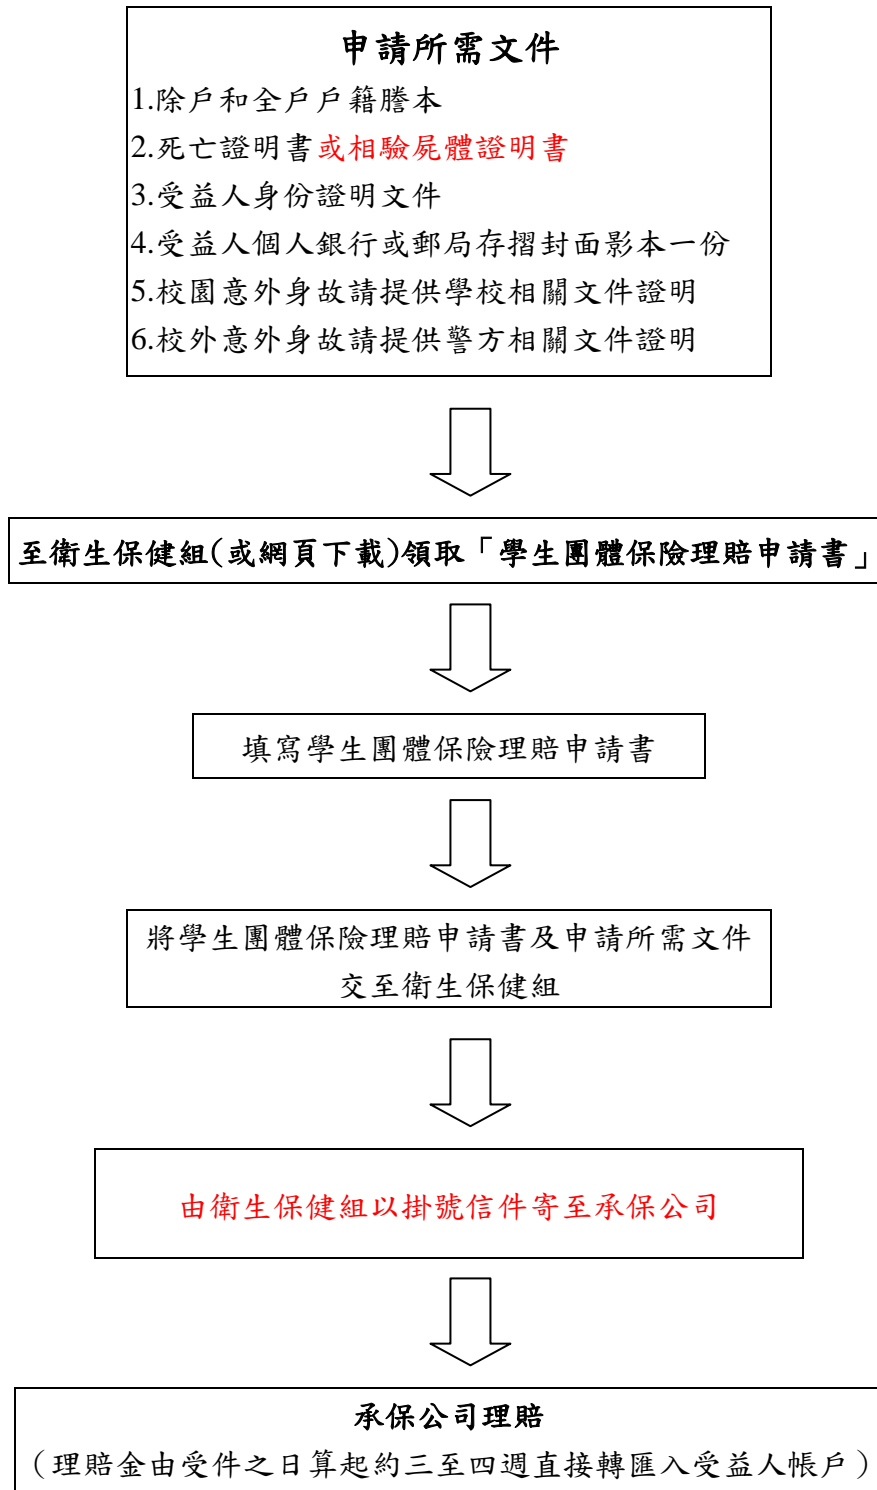 申請所需文件
1.除戶和全戶戶籍謄本
2.死亡證明書或相驗屍體證明書
3.受益人身份證明文件
4.受益人個人銀行或郵局存摺封面影本一份
5.校園意外身故請提供學校相關文件證明
6.校外意外身故請提供警方相關文件證明
至衛生保健組(或網頁下載)領取「學生團體保險理賠申請書」
填寫學生團體保險理賠申請書
將學生團體保險理賠申請書及申請所需文件
交至衛生保健組
由衛生保健組以掛號信件寄至承保公司
承保公司理賠
（理賠金由受件之日算起約三至四週直接轉匯入受益人帳戶）